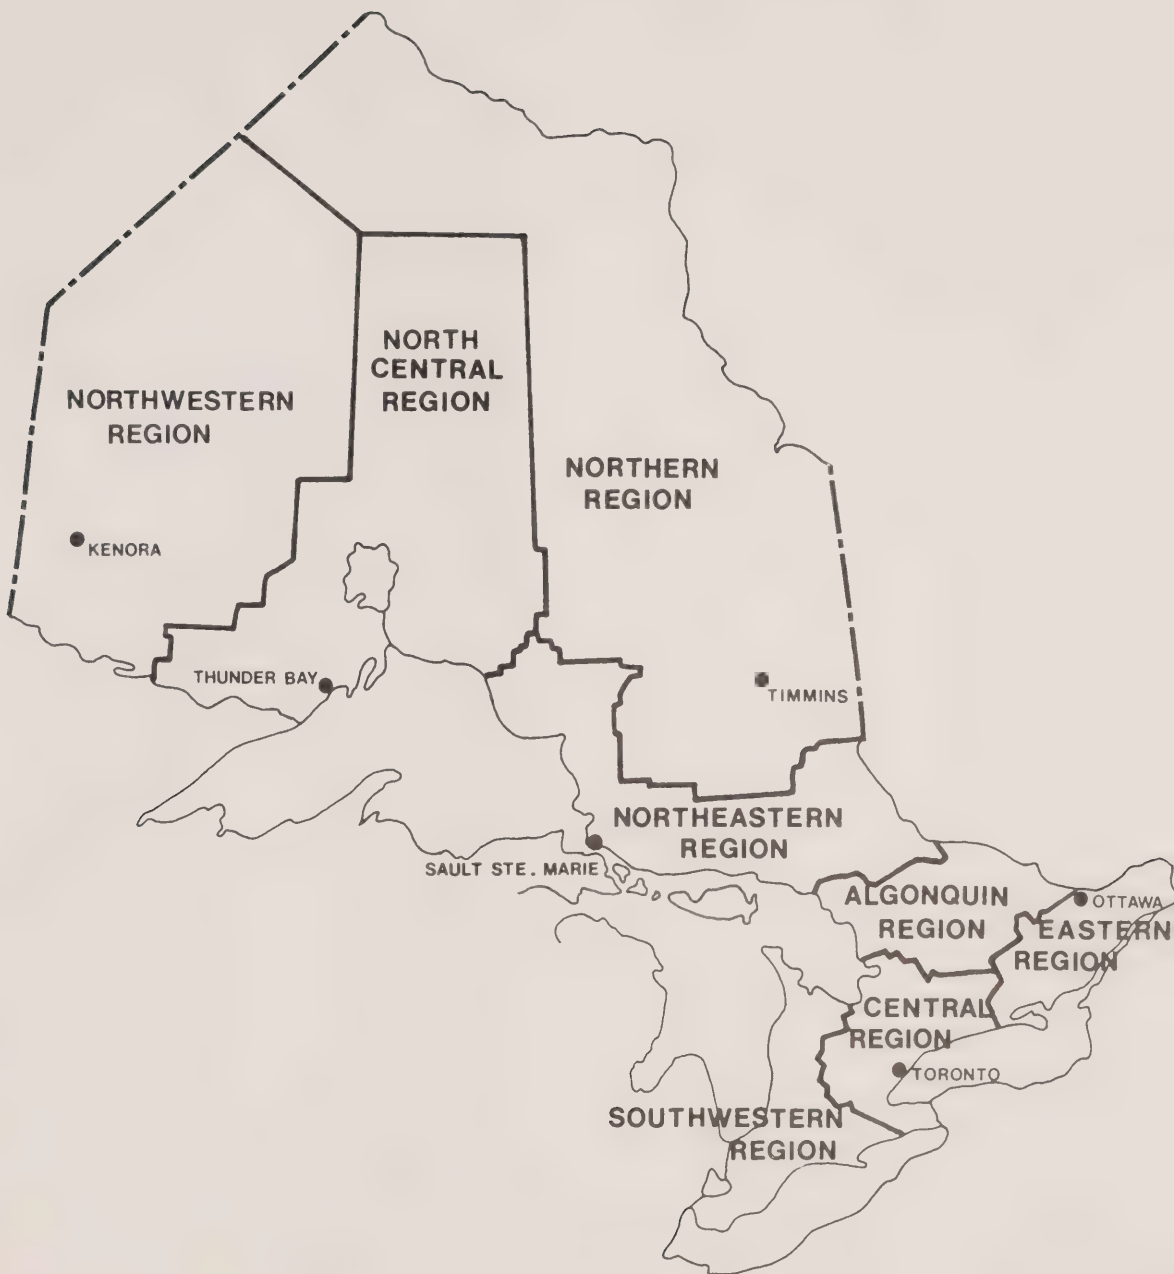 NORTH
CENTRAL
REGION
NORTHWESTERN
REGION
NORTHERN
REGION
KENORA
THUNDER BAY
TIMMINS
NORTHEASTERN
REGION
SAULT STE. MARIE
ALGONQUIN
REGION
OTTAWA
EASTERN
REGION
CENTRAL
REGION
TORONTO
SOUTHWESTERN
REGION